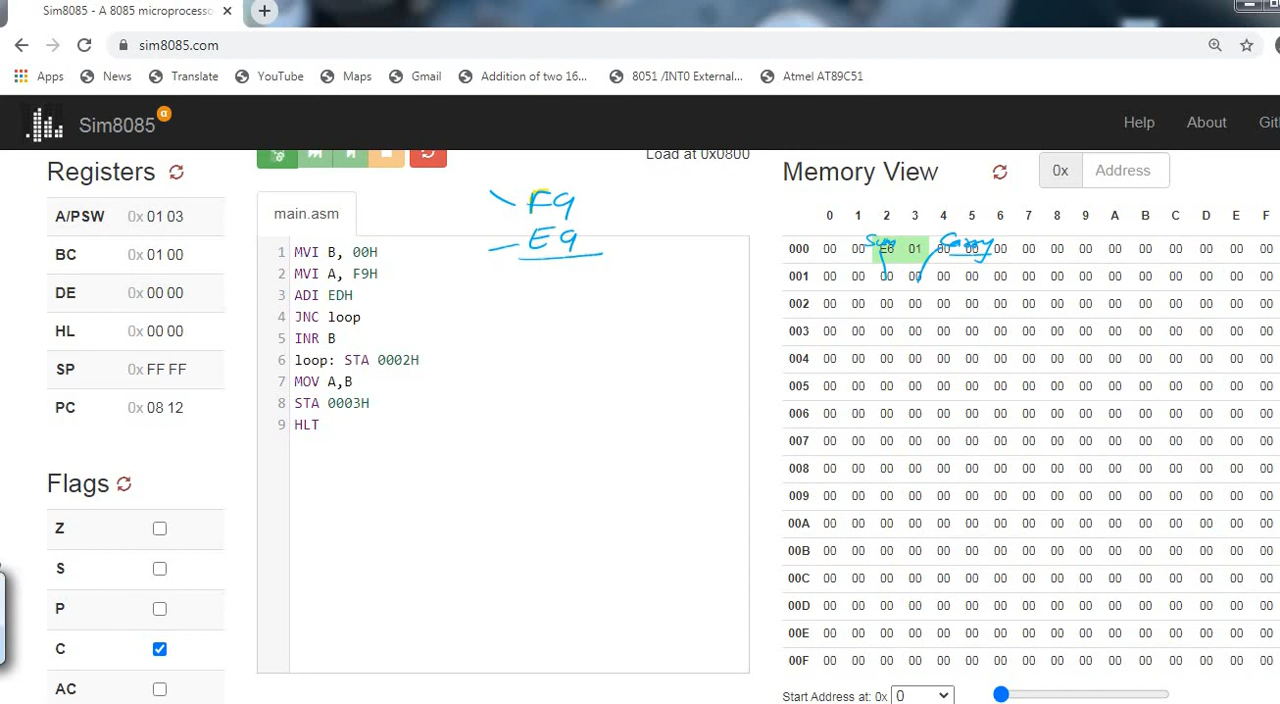 Sim8085 - A 8085 microprocesso
sim8085.com
Apps News Translate YouTube Maps Gmail Addition of two 16... 8051 /INT0 External... Atmel AT89C51
Sim8085 a
Help About Git
Registers
A/PSW 0x 01 03
BC 0x 01 00
DE 0x 00 00
HL 0x 00 00
SP 0x FF FF
PC 0x 08 12
Flags
Z
S
P
C
AC
Load at 0x0800
main.asm
1 MVI B, 00H
2 MVI A, F9H
3 ADI EDH
4 JNC loop
5 INR B
6 loop: STA 0002H
7 MOV A,B
8 STA 0003H
9 HLT
F9
E9
Memory View
0x Address
0 1 2 3 4 5 6 7 8 9 A B C D E F
Sum Carry
000 00 00 E6 01 00 00 00 00 00 00 00 00 00 00 00 00
001 00 00 00 00 00 00 00 00 00 00 00 00 00 00 00 00
002 00 00 00 00 00 00 00 00 00 00 00 00 00 00 00 00
003 00 00 00 00 00 00 00 00 00 00 00 00 00 00 00 00
004 00 00 00 00 00 00 00 00 00 00 00 00 00 00 00 00
005 00 00 00 00 00 00 00 00 00 00 00 00 00 00 00 00
006 00 00 00 00 00 00 00 00 00 00 00 00 00 00 00 00
007 00 00 00 00 00 00 00 00 00 00 00 00 00 00 00 00
008 00 00 00 00 00 00 00 00 00 00 00 00 00 00 00 00
009 00 00 00 00 00 00 00 00 00 00 00 00 00 00 00 00
00A 00 00 00 00 00 00 00 00 00 00 00 00 00 00 00 00
00B 00 00 00 00 00 00 00 00 00 00 00 00 00 00 00 00
00C 00 00 00 00 00 00 00 00 00 00 00 00 00 00 00 00
00D 00 00 00 00 00 00 00 00 00 00 00 00 00 00 00 00
00E 00 00 00 00 00 00 00 00 00 00 00 00 00 00 00 00
00F 00 00 00 00 00 00 00 00 00 00 00 00 00 00 00 00
Start Address at: 0x 0